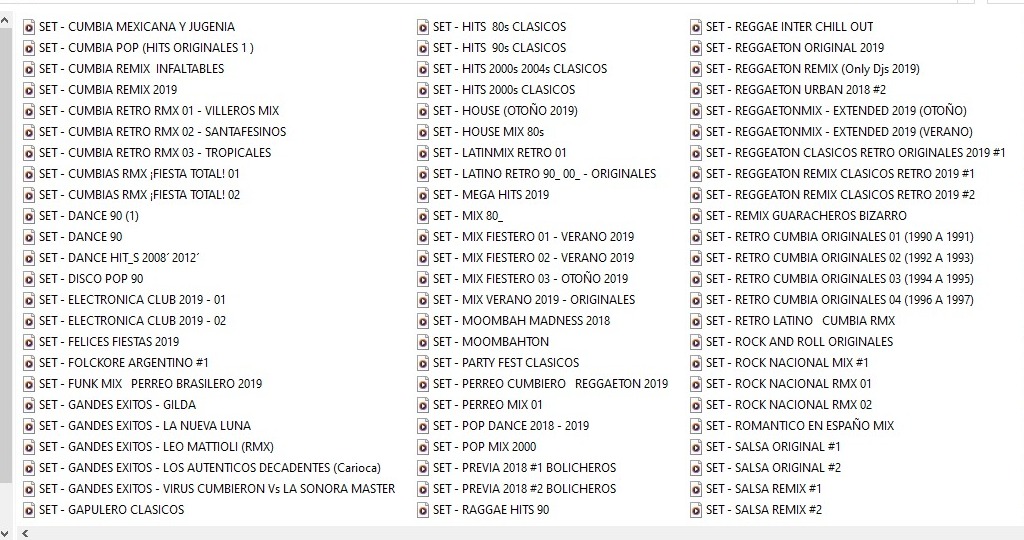 SET - CUMBIA MEXICANA Y JUGENIA
SET - CUMBIA POP (HITS ORIGINALES 1 )
SET - CUMBIA REMIX  INFALTABLES
SET - CUMBIA REMIX 2019
SET - CUMBIA RETRO RMX 01 - VILLEROS MIX
SET - CUMBIA RETRO RMX 02 - SANTAFESINOS
SET - CUMBIA RETRO RMX 03 - TROPICALES
SET - CUMBIAS RMX ¡FIESTA TOTAL! 01
SET - CUMBIAS RMX ¡FIESTA TOTAL! 02
SET - DANCE 90 (1)
SET - DANCE 90
SET - DANCE HIT_S 2008´ 2012´
SET - DISCO POP 90
SET - ELECTRONICA CLUB 2019 - 01
SET - ELECTRONICA CLUB 2019 - 02
SET - FELICES FIESTAS 2019
SET - FOLCKORE ARGENTINO #1
SET - FUNK MIX   PERREO BRASILERO 2019
SET - GANDES EXITOS - GILDA
SET - GANDES EXITOS - LA NUEVA LUNA
SET - GANDES EXITOS - LEO MATTIOLI (RMX)
SET - GANDES EXITOS - LOS AUTENTICOS DECADENTES (Carioca)
SET - GANDES EXITOS - VIRUS CUMBIERON Vs LA SONORA MASTER
SET - GAPULERO CLASICOS
SET - HITS  80s CLASICOS
SET - HITS  90s CLASICOS
SET - HITS 2000s 2004s CLASICOS
SET - HITS 2000s CLASICOS
SET - HOUSE (OTOÑO 2019)
SET - HOUSE MIX 80s
SET - LATINMIX RETRO 01
SET - LATINO RETRO 90_ 00_ - ORIGINALES
SET - MEGA HITS 2019
SET - MIX 80_
SET - MIX FIESTERO 01 - VERANO 2019
SET - MIX FIESTERO 02 - VERANO 2019
SET - MIX FIESTERO 03 - OTOÑO 2019
SET - MIX VERANO 2019 - ORIGINALES
SET - MOOMBAH MADNESS 2018
SET - MOOMBAHTON
SET - PARTY FEST CLASICOS
SET - PERREO CUMBIERO   REGGAETON 2019
SET - PERREO MIX 01
SET - POP DANCE 2018 - 2019
SET - POP MIX 2000
SET - PREVIA 2018 #1 BOLICHEROS
SET - PREVIA 2018 #2 BOLICHEROS
SET - RAGGAE HITS 90
SET - REGGAE INTER CHILL OUT
SET - REGGAETON ORIGINAL 2019
SET - REGGAETON REMIX (Only Djs 2019)
SET - REGGAETON URBAN 2018 #2
SET - REGGAETONMIX - EXTENDED 2019 (OTOÑO)
SET - REGGAETONMIX - EXTENDED 2019 (VERANO)
SET - REGGEATON CLASICOS RETRO ORIGINALES 2019 #1
SET - REGGEATON REMIX CLASICOS RETRO 2019 #1
SET - REGGEATON REMIX CLASICOS RETRO 2019 #2
SET - REMIX GUARACHEROS BIZARRO
SET - RETRO CUMBIA ORIGINALES 01 (1990 A 1991)
SET - RETRO CUMBIA ORIGINALES 02 (1992 A 1993)
SET - RETRO CUMBIA ORIGINALES 03 (1994 A 1995)
SET - RETRO CUMBIA ORIGINALES 04 (1996 A 1997)
SET - RETRO LATINO   CUMBIA RMX
SET - ROCK AND ROLL ORIGINALES
SET - ROCK NACIONAL MIX #1
SET - ROCK NACIONAL RMX 01
SET - ROCK NACIONAL RMX 02
SET - ROMANTICO EN ESPAÑO MIX
SET - SALSA ORIGINAL #1
SET - SALSA ORIGINAL #2
SET - SALSA REMIX #1
SET - SALSA REMIX #2